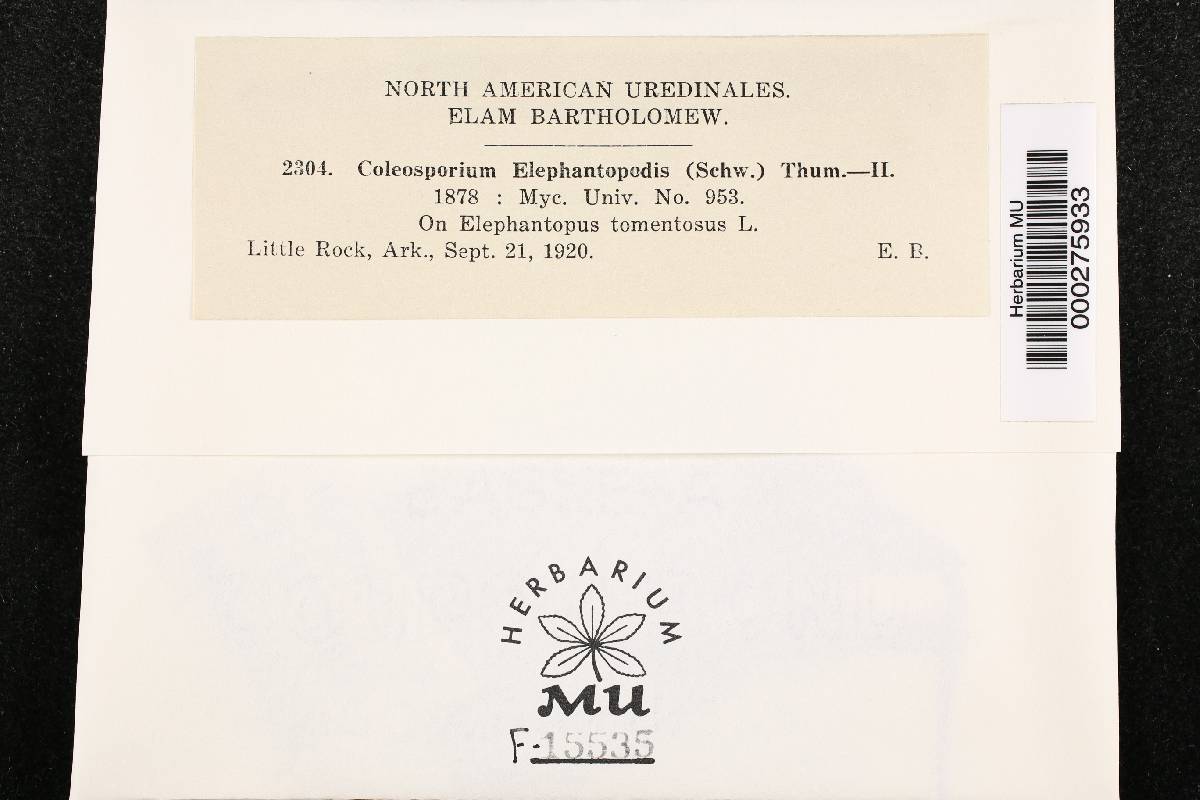 NORTH AMERICAN UREDINALES.
ELAM BARTHOLOMEW.
2304. Coleosporium Elephantopodis (Schw.) Thum.—II.
1878 : Myc. Univ. No. 953.
On Elephantopus tomentosus L.
Little Rock, Ark., Sept. 21, 1920. E. B.
Herbarium MU
000275933
HERBARIUM
MU
F-15535